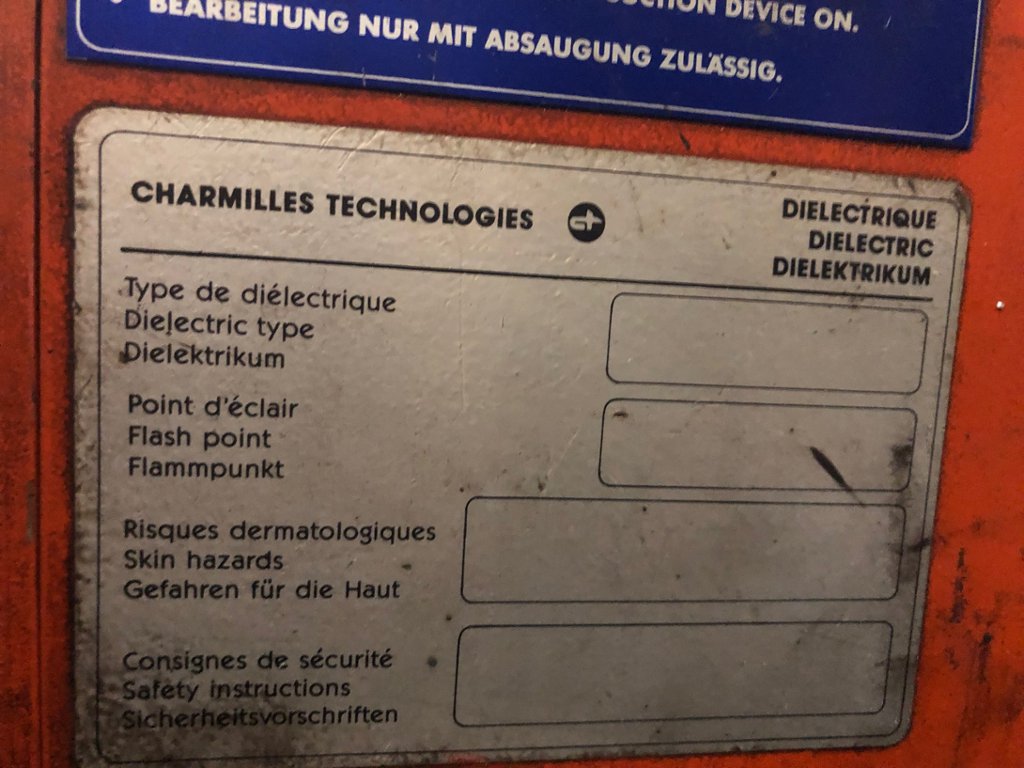 DEVICE ON.
BEARBEITUNG NUR MIT ABSAUGUNG ZULÄSSIG.
CHARMILLES TECHNOLOGIES
DIELECTRIQUE
DIELECTRIC
DIELEKTRIKUM
Type de diélectrique
Dielectric type
Dielektrikum
Point d'éclair
Flash point
Flammpunkt
Risques dermatologiques
Skin hazards
Gefahren für die Haut
Consignes de sécurité
Safety instructions
Sicherheitsvorschriften